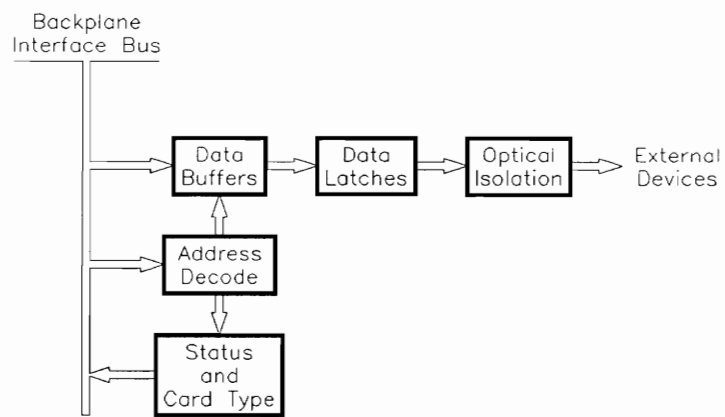 Backplane
Interface Bus
Data
Buffers
Data
Latches
Optical
Isolation
External
Devices
Address
Decode
Status
and
Card Type